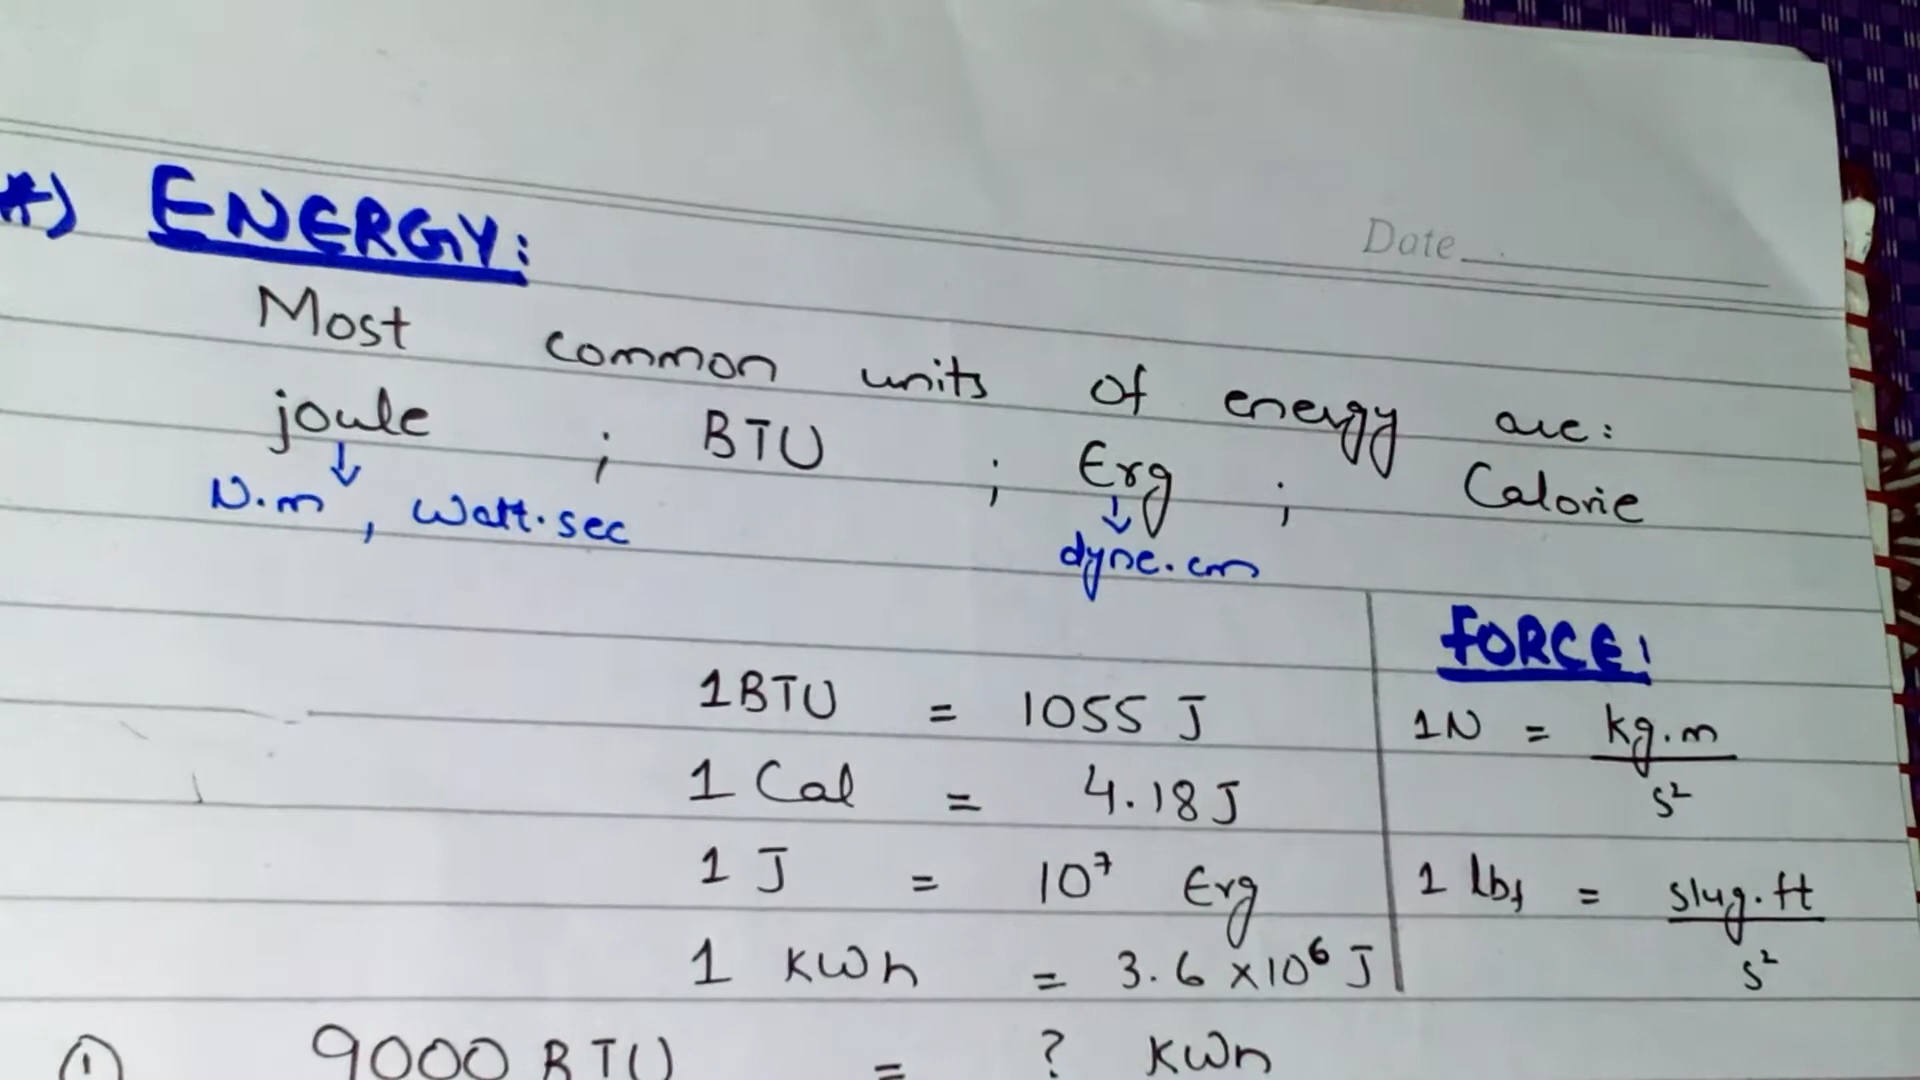 Date
*) ENERGY:
Most common units of energy are:
joule ; BTU ; Erg ; Calorie
↓ ↓
N.m , Watt.sec dyne.cm
1BTU = 1055 J
1 Cal = 4.18J
1 J = 10⁷ Erg
1 KWh = 3.6 ×10⁶ J
FORCE:
1N = kg.m / s²
1 lbf = slug.ft / s²
① 9000 BTU = ? KWh